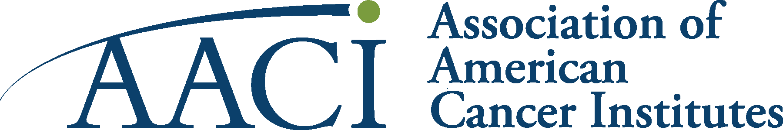 AACI
Association of
American
Cancer Institutes